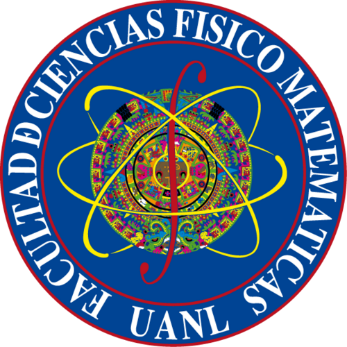 FACULTAD DE CIENCIAS FISICO MATEMATICAS
UANL